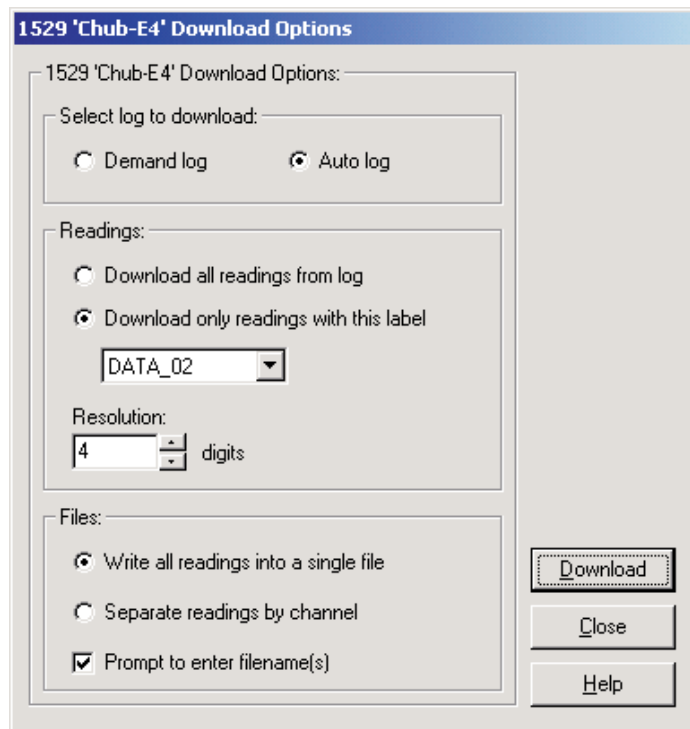 1529 'Chub-E4' Download Options
1529 'Chub-E4' Download Options:
Select log to download:
Demand log
Auto log
Readings:
Download all readings from log
Download only readings with this label
DATA_02
Resolution:
4 digits
Files:
Write all readings into a single file
Separate readings by channel
Prompt to enter filename(s)
Download
Close
Help